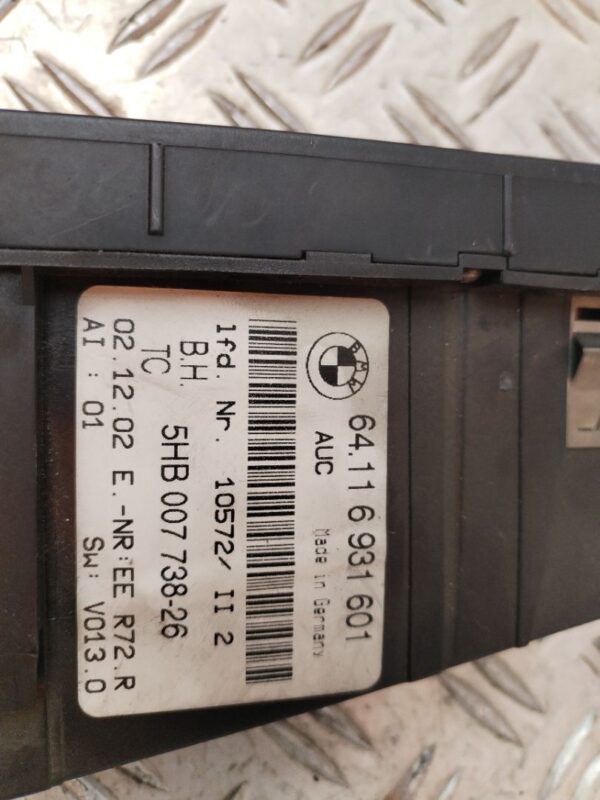 BMW
64.11 6 931 601
AUC Made in Germany
lfd. Nr. 10572/ II 2
B.H.
TC 5HB 007 738-26
02.12.02 E.-NR:EE R72.R
AI : 01 SW: V013.0